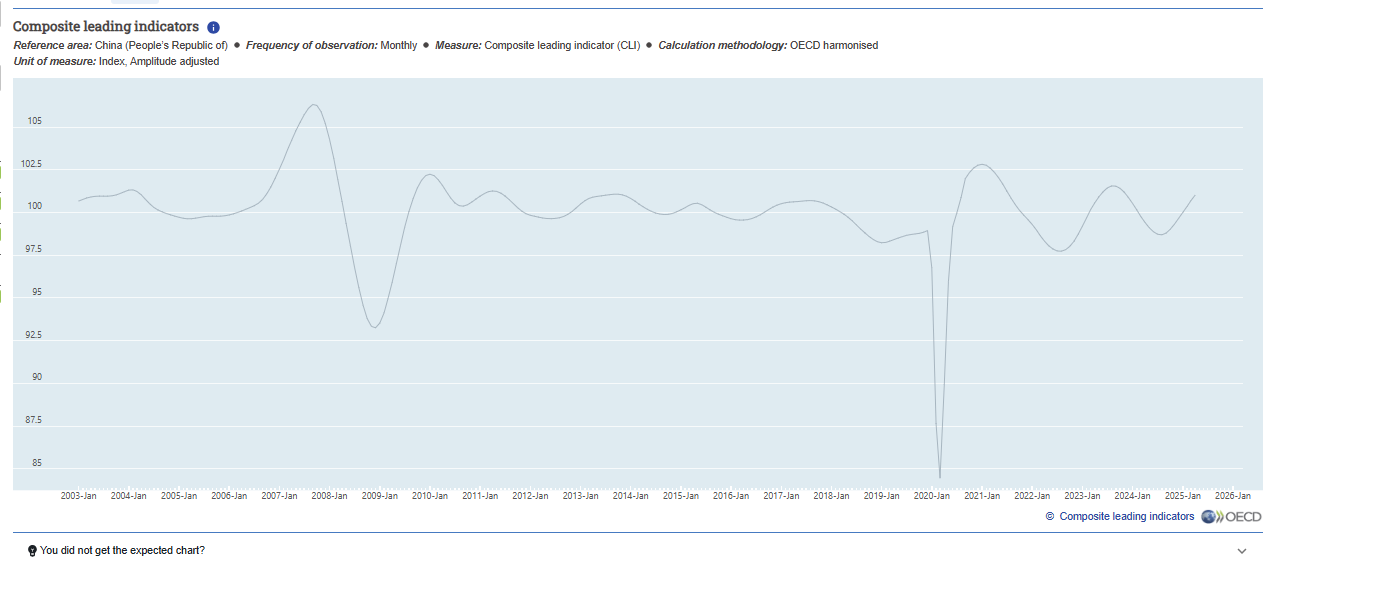 Composite leading indicators i
Reference area: China (People's Republic of) ● Frequency of observation: Monthly ● Measure: Composite leading indicator (CLI) ● Calculation methodology: OECD harmonised
Unit of measure: Index, Amplitude adjusted
105
102.5
100
97.5
95
92.5
90
87.5
85
2003-Jan 2004-Jan 2005-Jan 2006-Jan 2007-Jan 2008-Jan 2009-Jan 2010-Jan 2011-Jan 2012-Jan 2013-Jan 2014-Jan 2015-Jan 2016-Jan 2017-Jan 2018-Jan 2019-Jan 2020-Jan 2021-Jan 2022-Jan 2023-Jan 2024-Jan 2025-Jan 2026-Jan
© Composite leading indicators OECD
You did not get the expected chart?